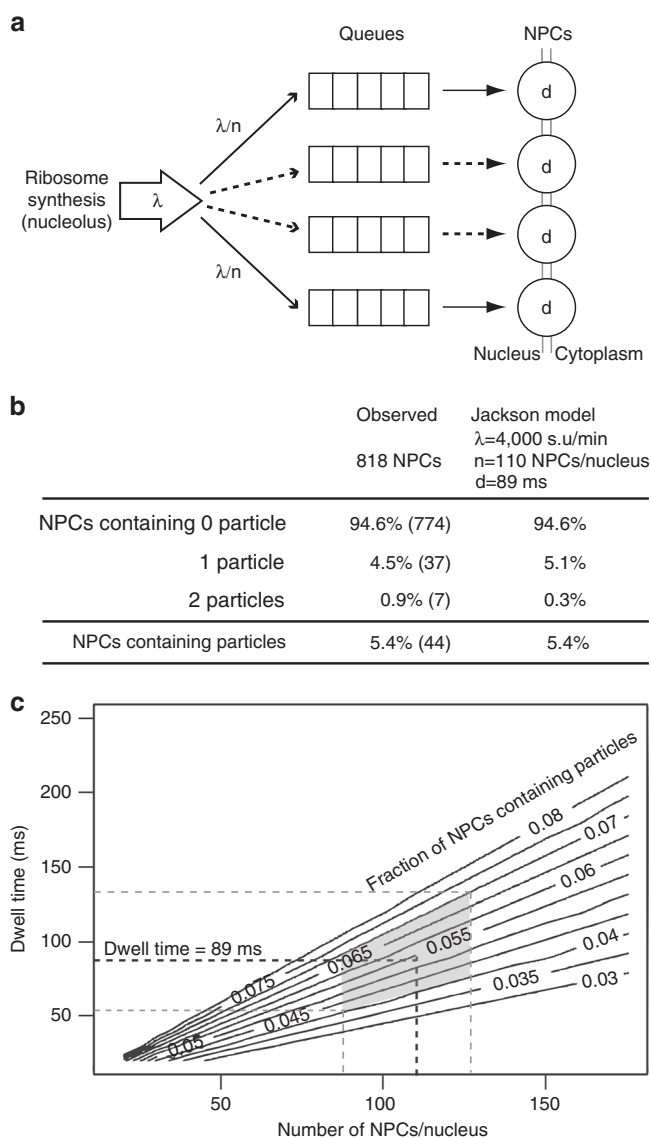 a
Queues
NPCs
λ/n
d
d
Ribosome
synthesis
(nucleolus)
λ
d
λ/n
d
Nucleus
Cytoplasm
b
Observed
Jackson model
λ=4,000 s.u/min
818 NPCs
n=110 NPCs/nucleus
d=89 ms
NPCs containing 0 particle 94.6% (774) 94.6%
1 particle 4.5% (37) 5.1%
2 particles 0.9% (7) 0.3%
NPCs containing particles 5.4% (44) 5.4%
c
250
200
150
100
50
Dwell time (ms)
Fraction of NPCs containing particles
0.08
0.07
0.06
Dwell time = 89 ms
0.065
0.055
0.04
0.075
0.035
0.03
0.045
0.05
50
100
150
Number of NPCs/nucleus